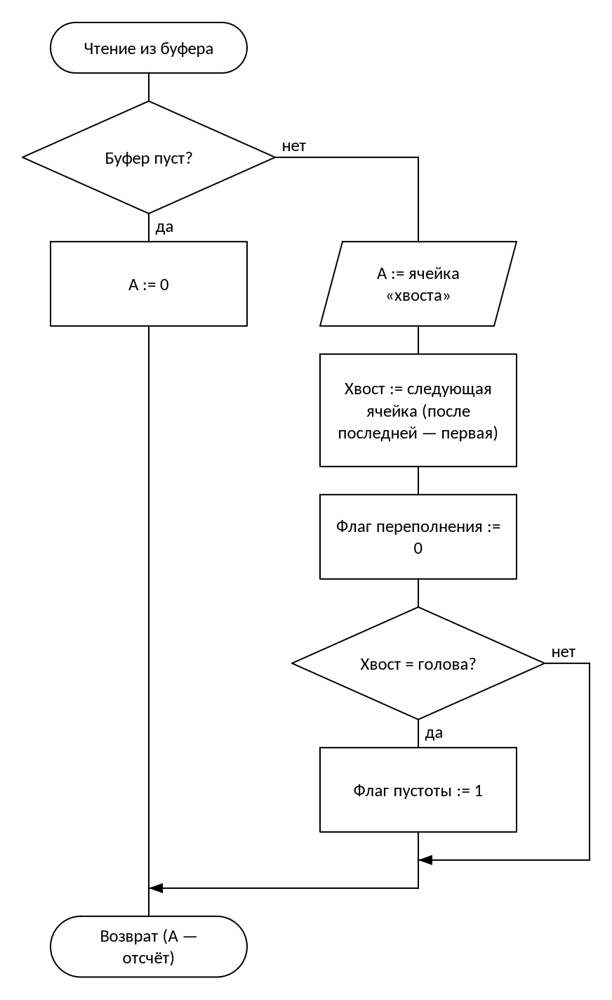 Чтение из буфера
Буфер пуст?
нет
да
А := 0
А := ячейка
«хвоста»
Хвост := следующая
ячейка (после
последней — первая)
Флаг переполнения :=
0
Хвост = голова?
нет
да
Флаг пустоты := 1
Возврат (А —
отсчёт)